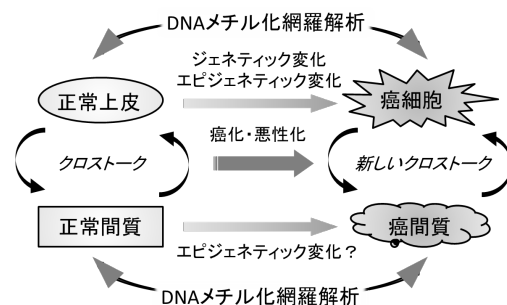 DNAメチル化網羅解析
ジェネティック変化
エピジェネティック変化
正常上皮
癌細胞
癌化・悪性化
クロストーク
新しいクロストーク
正常間質
癌間質
エピジェネティック変化？
DNAメチル化網羅解析